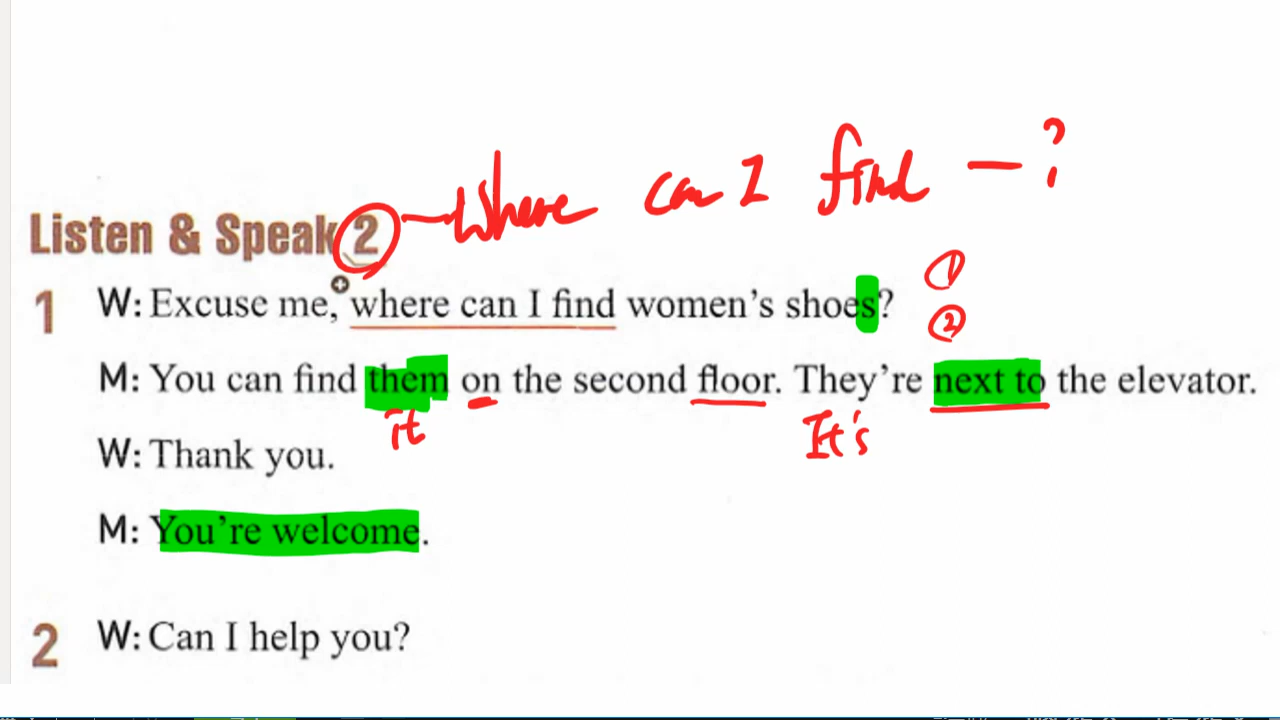 Where can I find — ?
Listen & Speak 2
①
1 W: Excuse me, where can I find women's shoes?
②
M: You can find them on the second floor. They're next to the elevator.
it It's
W: Thank you.
M: You're welcome.
2 W: Can I help you?